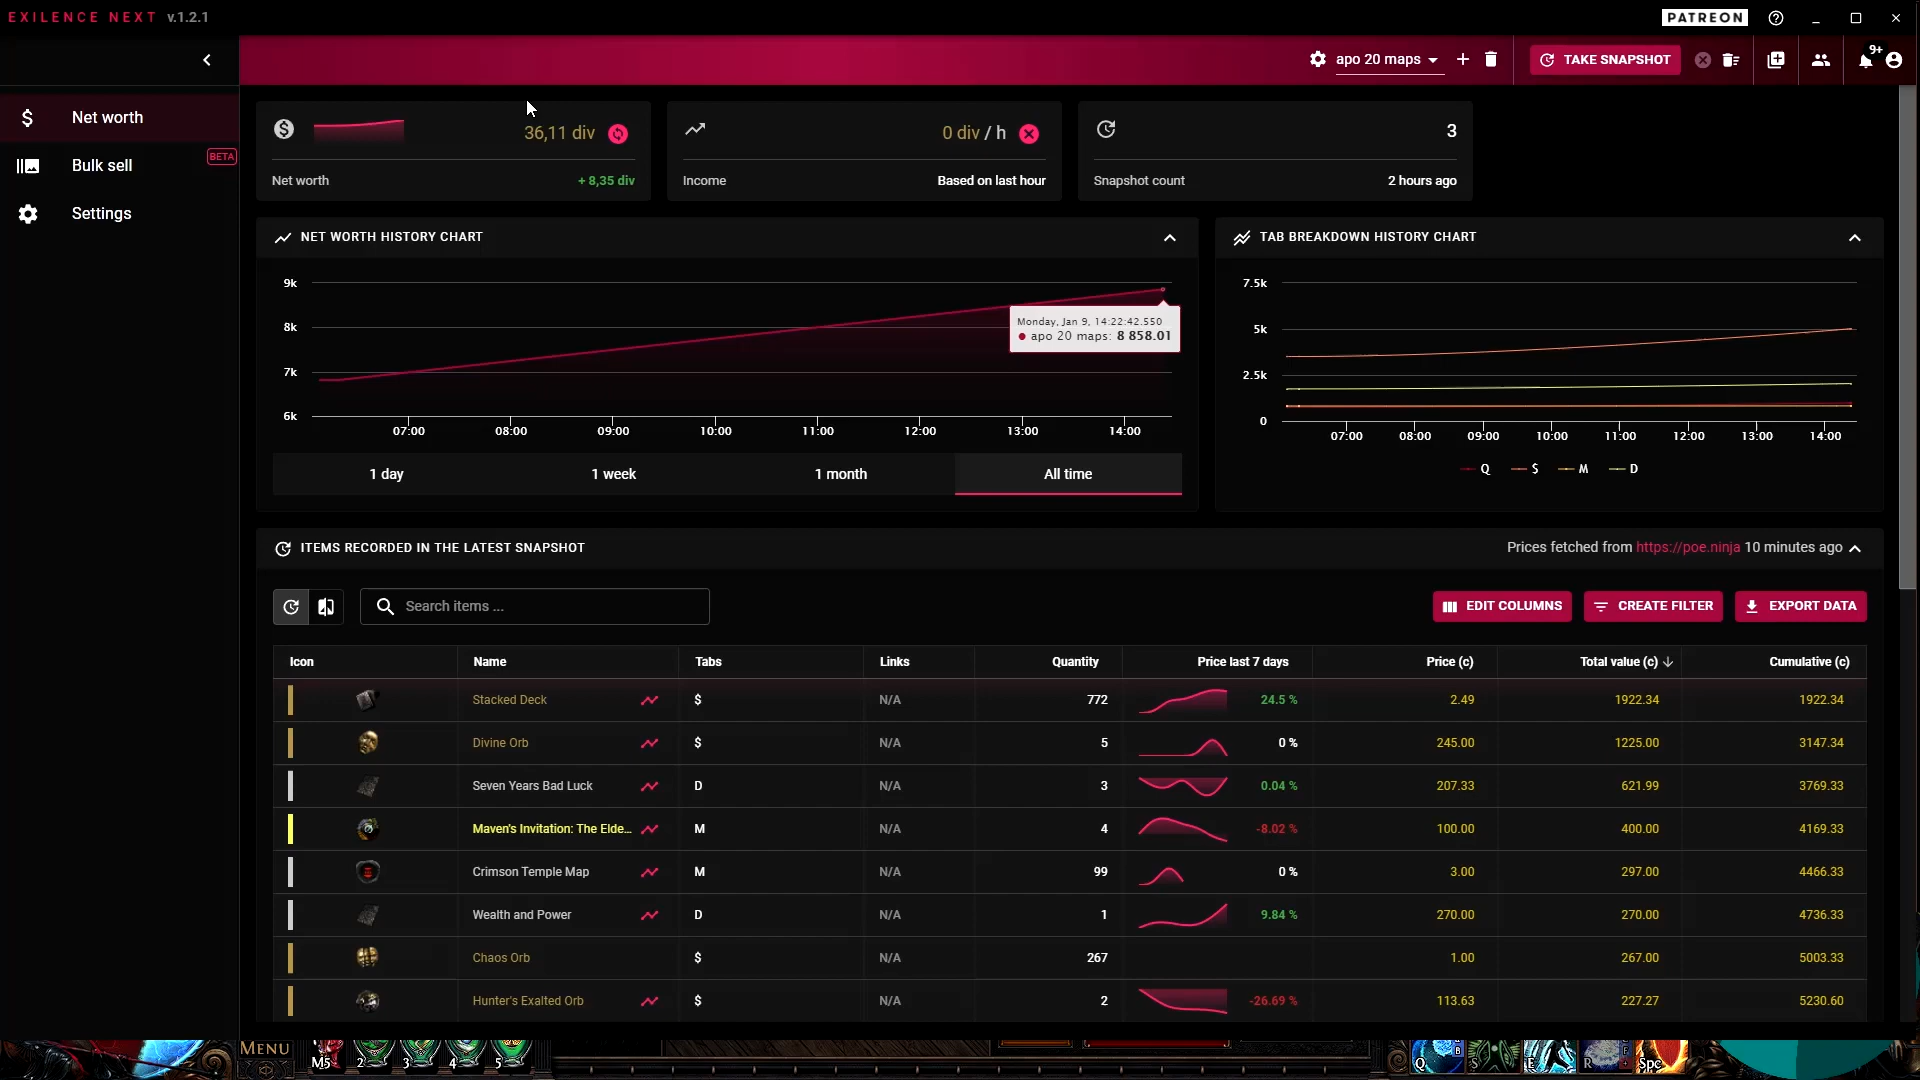 EXILENCE NEXT v.1.2.1
PATREON
apo 20 maps
TAKE SNAPSHOT
9+
Net worth
Bulk sell
BETA
Settings
36,11 div
Net worth
+ 8,35 div
0 div / h
Income
Based on last hour
3
Snapshot count
2 hours ago
NET WORTH HISTORY CHART
9k
8k
7k
6k
Monday, Jan 9, 14:22:42.550
apo 20 maps: 8 858.01
07:00 08:00 09:00 10:00 11:00 12:00 13:00 14:00
1 day 1 week 1 month All time
TAB BREAKDOWN HISTORY CHART
7.5k
5k
2.5k
0
07:00 08:00 09:00 10:00 11:00 12:00 13:00 14:00
Q $ M D
ITEMS RECORDED IN THE LATEST SNAPSHOT
Prices fetched from https://poe.ninja 10 minutes ago
Search items ...
EDIT COLUMNS
CREATE FILTER
EXPORT DATA
Icon Name Tabs Links Quantity Price last 7 days Price (c) Total value (c) Cumulative (c)
Stacked Deck $ N/A 772 24.5 % 2.49 1922.34 1922.34
Divine Orb $ N/A 5 0 % 245.00 1225.00 3147.34
Seven Years Bad Luck D N/A 3 0.04 % 207.33 621.99 3769.33
Maven's Invitation: The Elde... M N/A 4 -8.02 % 100.00 400.00 4169.33
Crimson Temple Map M N/A 99 0 % 3.00 297.00 4466.33
Wealth and Power D N/A 1 9.84 % 270.00 270.00 4736.33
Chaos Orb $ N/A 267 1.00 267.00 5003.33
Hunter's Exalted Orb $ N/A 2 -26.69 % 113.63 227.27 5230.60
MENU
M5 2 3 4 5
Q S E R Spc